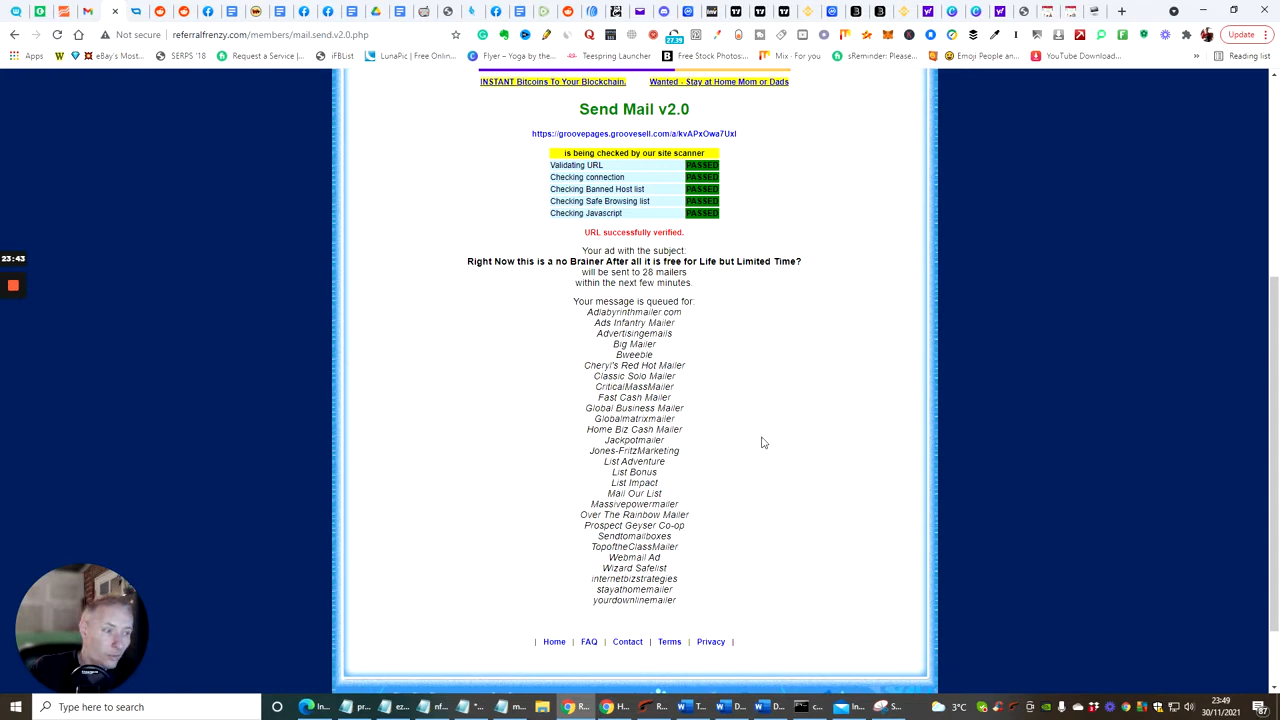 Not secure | referralfrenzy.com/members/mail.send.v2.0.php
27.39
Update
Apps
eBay's Most...
SERPS '18
Request a Service |...
iFBList
LunaPic | Free Onlin...
Flyer – Yoga by the...
Teespring Launcher
Free Stock Photos:...
Mix · For you
sReminder: Please...
Emoji People and...
YouTube Download...
Reading list
INSTANT Bitcoins To Your Blockchain.
Wanted - Stay at Home Mom or Dads
Send Mail v2.0
https://groovepages.groovesell.com/a/kvAPxOwa7UxI
is being checked by our site scanner
Validating URL PASSED
Checking connection PASSED
Checking Banned Host list PASSED
Checking Safe Browsing list PASSED
Checking Javascript PASSED
URL successfully verified.
Your ad with the subject:
Right Now this is a no Brainer After all it is free for Life but Limited Time?
will be sent to 28 mailers
within the next few minutes.
23:43
Your message is queued for:
Adlabyrinthmailer.com
Ads Infantry Mailer
Advertisingemails
Big Mailer
Bweeble
Cheryl's Red Hot Mailer
Classic Solo Mailer
CriticalMassMailer
Fast Cash Mailer
Global Business Mailer
Globalmatrixmailer
Home Biz Cash Mailer
Jackpotmailer
Jones-FritzMarketing
List Adventure
List Bonus
List Impact
Mail Our List
Massivepowermailer
Over The Rainbow Mailer
Prospect Geyser Co-op
Sendtomailboxes
TopoftheClassMailer
Webmail Ad
Wizard Safelist
internetbizstrategies
stayathomemailer
yourdownlinemailer
| Home | FAQ | Contact | Terms | Privacy |
Type here to search
3°C
23:49
30/11/2021